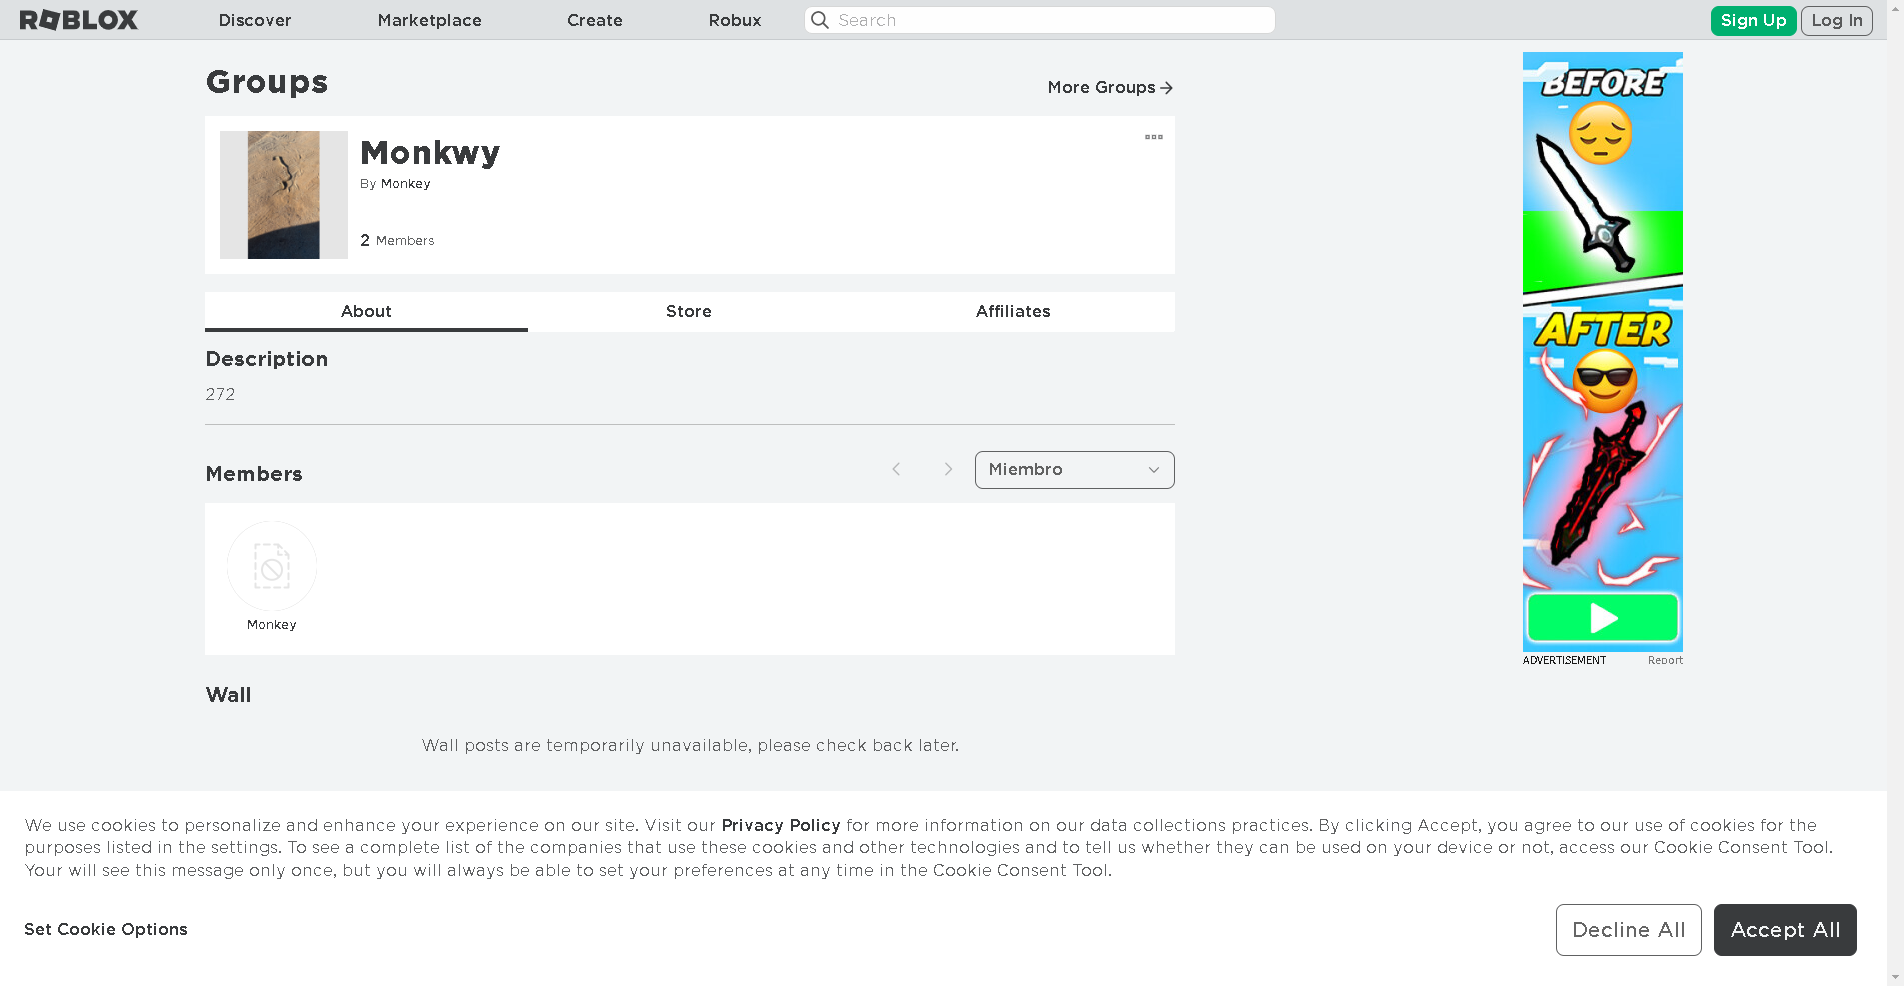 ROBLOX
Discover
Marketplace
Create
Robux
Search
Sign Up
Log In
Groups
More Groups
Monkwy
By Monkey
2 Members
About
Store
Affiliates
Description
272
Members
Miembro
Monkey
Wall
Wall posts are temporarily unavailable, please check back later.
BEFORE
AFTER
ADVERTISEMENT
Report
We use cookies to personalize and enhance your experience on our site. Visit our Privacy Policy for more information on our data collections practices. By clicking Accept, you agree to our use of cookies for the
purposes listed in the settings. To see a complete list of the companies that use these cookies and other technologies and to tell us whether they can be used on your device or not, access our Cookie Consent Tool.
Your will see this message only once, but you will always be able to set your preferences at any time in the Cookie Consent Tool.
Set Cookie Options
Decline All
Accept All